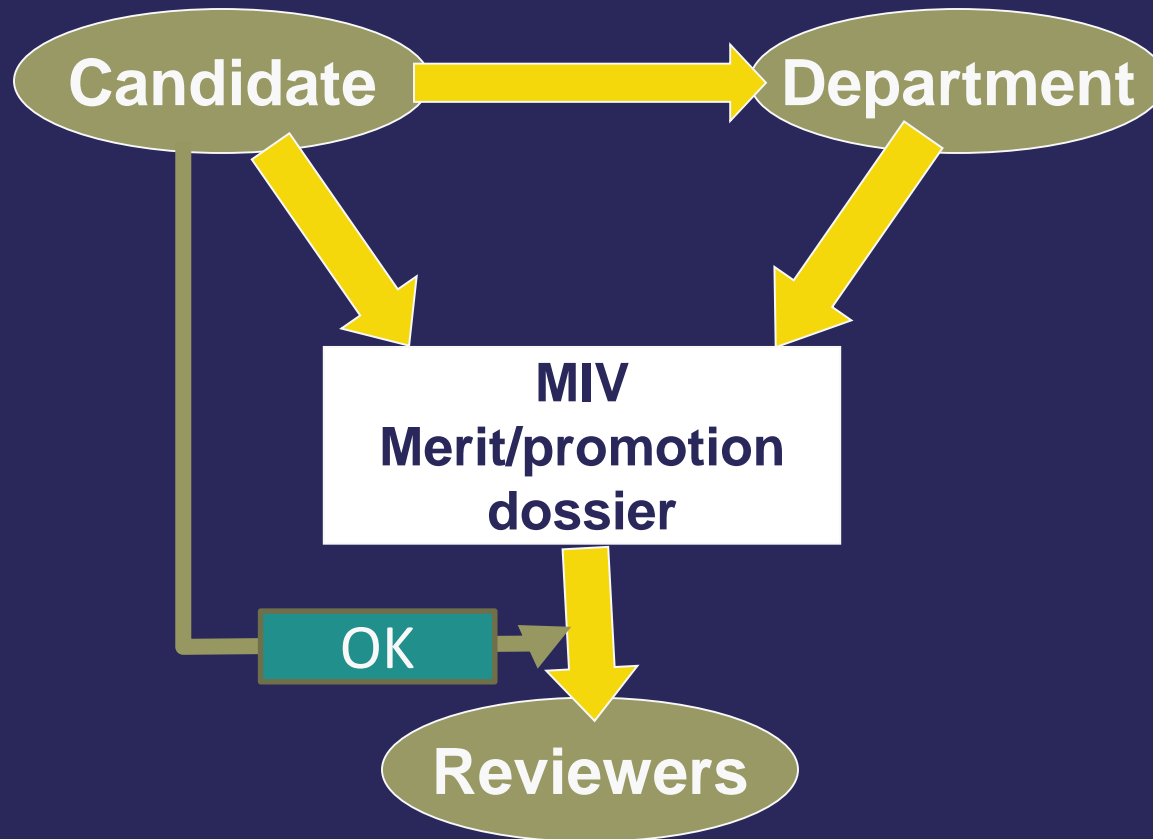 Candidate
Department
MIV
Merit/promotion
dossier
OK
Reviewers